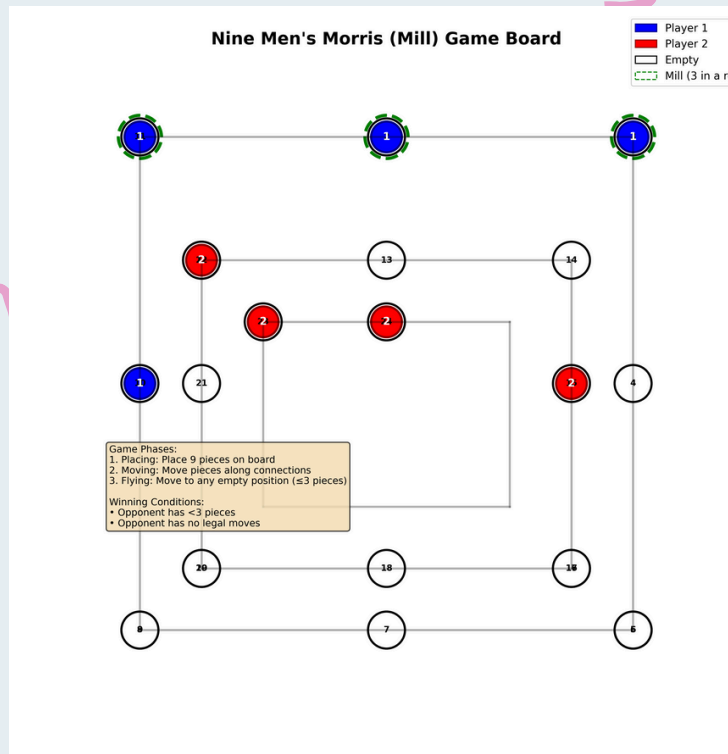 Nine Men's Morris (Mill) Game Board
Player 1
Player 2
Empty
Mill (3 in a r
1
1
1
2
13
14
2
2
1
21
2
4
Game Phases:
1. Placing: Place 9 pieces on board
2. Moving: Move pieces along connections
3. Flying: Move to any empty position (≤3 pieces)
Winning Conditions:
• Opponent has <3 pieces
• Opponent has no legal moves
18
7